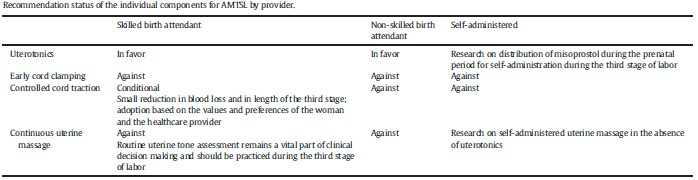 Recommendation status of the individual components for AMTSL by provider.
Skilled birth attendant Non-skilled birth attendant Self-administered
Uterotonics In favor In favor Research on distribution of misoprostol during the prenatal period for self-administration during the third stage of labor
Early cord clamping Against Against Against
Controlled cord traction Conditional Against Against
Small reduction in blood loss and in length of the third stage;
adoption based on the values and preferences of the woman
and the healthcare provider
Continuous uterine massage Against Against Research on self-administered uterine massage in the absence of uterotonics
Routine uterine tone assessment remains a vital part of clinical
decision making and should be practiced during the third stage
of labor